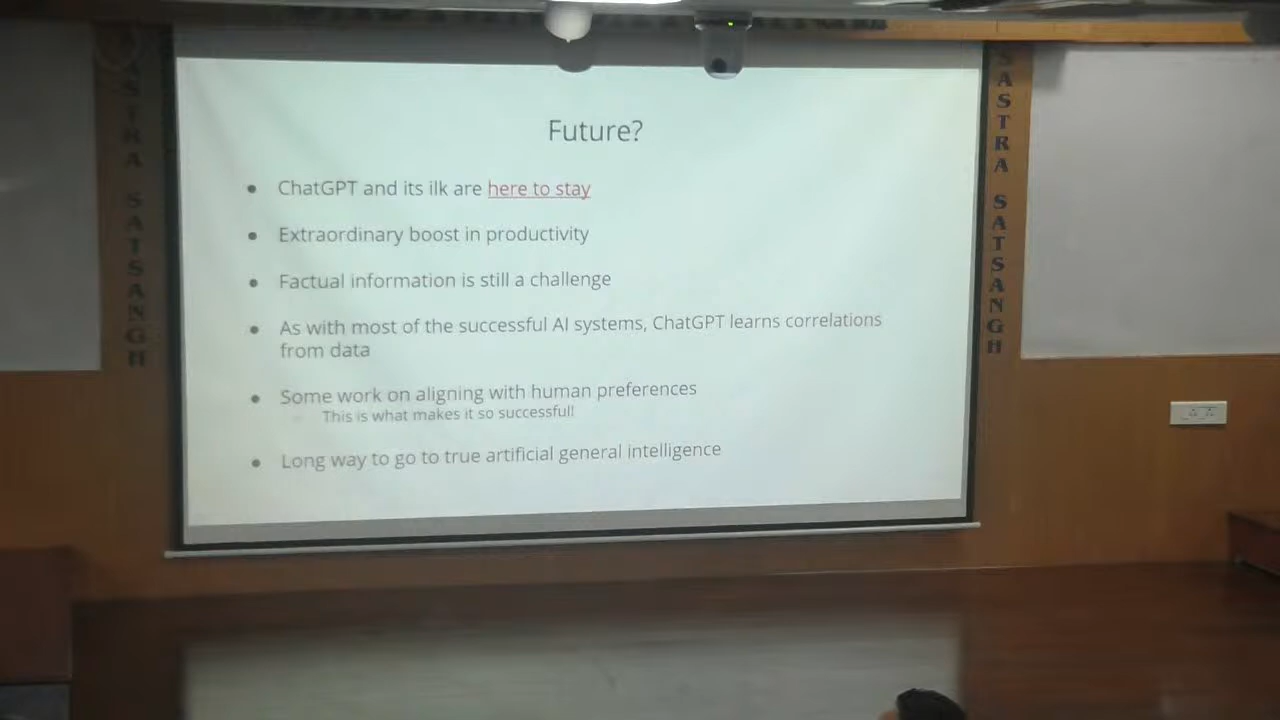 Future?
ChatGPT and its ilk are here to stay
Extraordinary boost in productivity
Factual information is still a challenge
As with most of the successful AI systems, ChatGPT learns correlations
from data
Some work on aligning with human preferences
This is what makes it so successful!
Long way to go to true artificial general intelligence
SASTRA SATSANGH
SASTRA SATSANGH